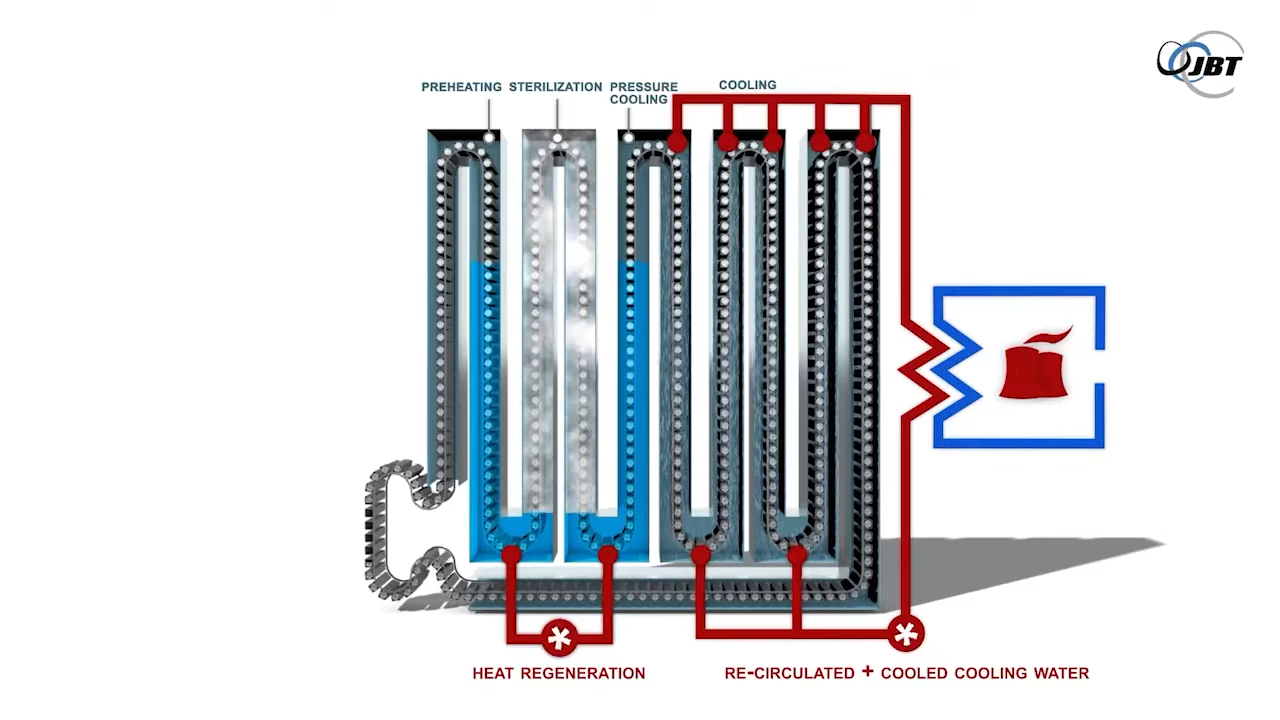 JBT
PREHEATING
STERILIZATION
PRESSURE
COOLING
COOLING
HEAT REGENERATION
RE-CIRCULATED + COOLED COOLING WATER